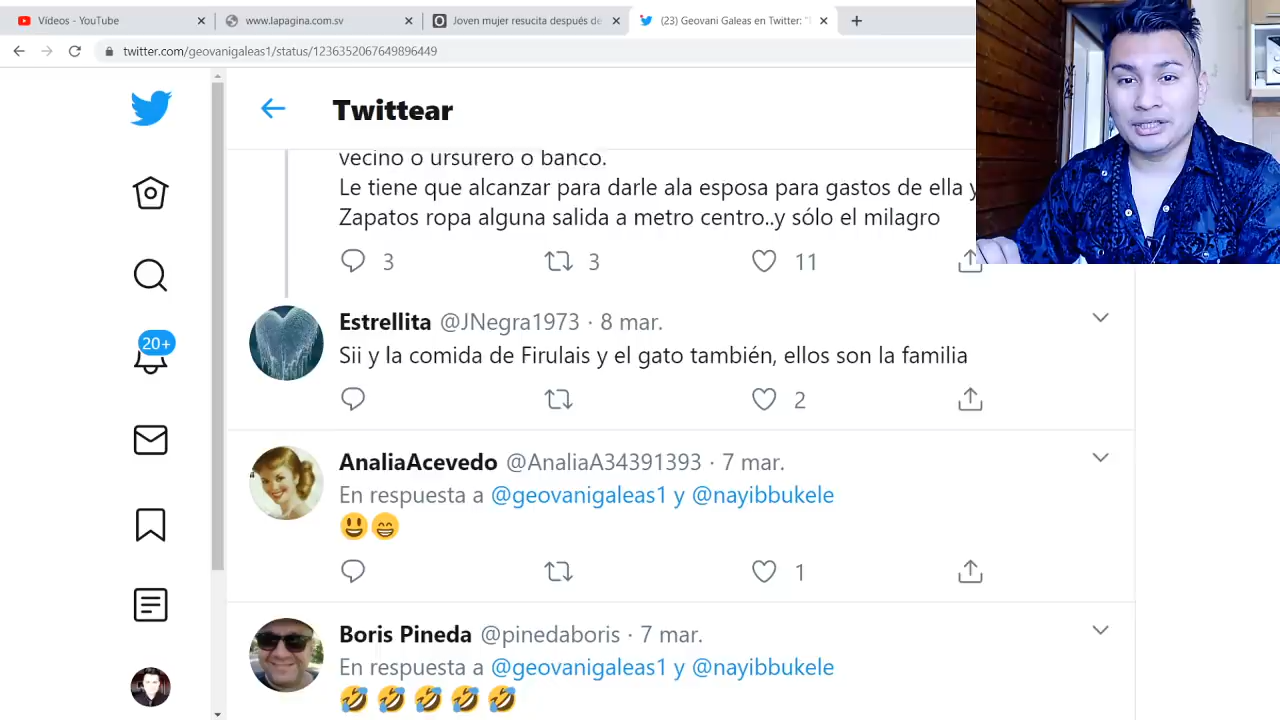 Vídeos - YouTube
www.lapagina.com.sv
Joven mujer resucita después de
(23) Geovani Galeas en Twitter: "
twitter.com/geovanigaleas1/status/1236352067649896449
Twittear
vecino o ursurero o banco.
Le tiene que alcanzar para darle ala esposa para gastos de ella y
Zapatos ropa alguna salida a metro centro..y sólo el milagro
3 3 11
Estrellita @JNegra1973 · 8 mar.
Sii y la comida de Firulais y el gato también, ellos son la familia
2
20+
AnaliaAcevedo @AnaliaA34391393 · 7 mar.
En respuesta a @geovanigaleas1 y @nayibbukele
😃😁
1
Boris Pineda @pinedaboris · 7 mar.
En respuesta a @geovanigaleas1 y @nayibbukele
🤣🤣🤣🤣🤣